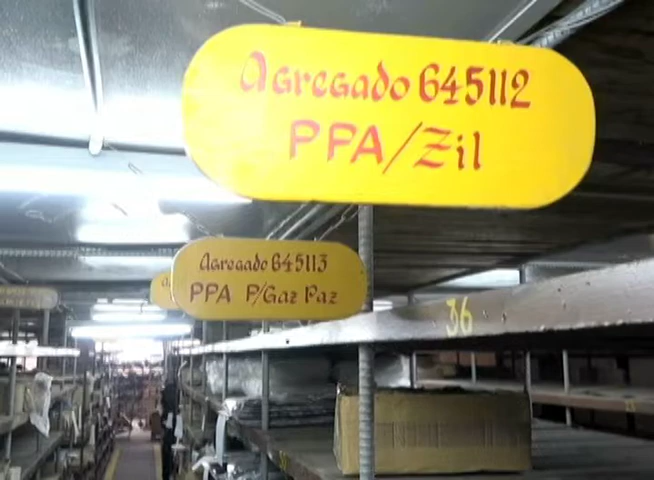 Agregado 645112
PPA/Zil
Agregado 645113
PPA P/Gaz Paz
36